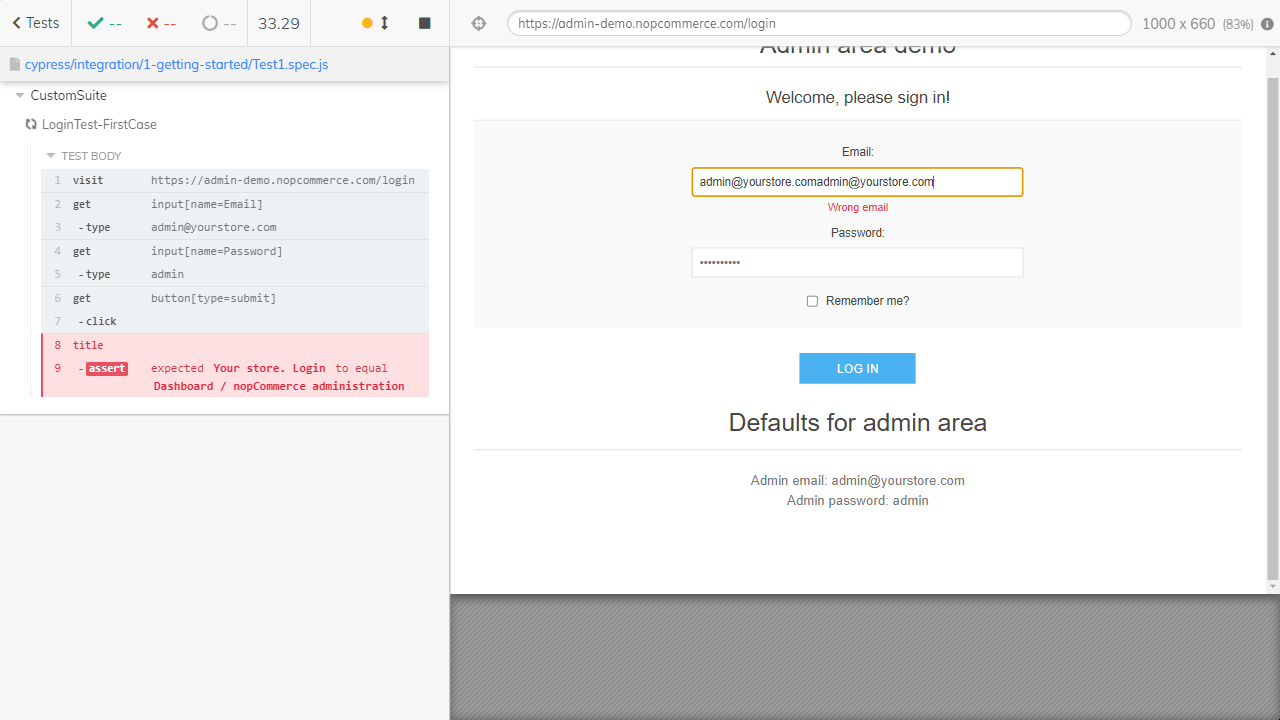 Tests
--
--
--
33.29
https://admin-demo.nopcommerce.com/login
1000 x 660 (83%)
cypress/integration/1-getting-started/Test1.spec.js
CustomSuite
LoginTest-FirstCase
TEST BODY
1 visit https://admin-demo.nopcommerce.com/login
2 get input[name=Email]
3 -type admin@yourstore.com
4 get input[name=Password]
5 -type admin
6 get button[type=submit]
7 -click
8 title
9 -assert expected Your store. Login to equal
Dashboard / nopCommerce administration
Admin area demo
Welcome, please sign in!
Email:
admin@yourstore.comadmin@yourstore.com
Wrong email
Password:
••••••••••
Remember me?
LOG IN
Defaults for admin area
Admin email: admin@yourstore.com
Admin password: admin